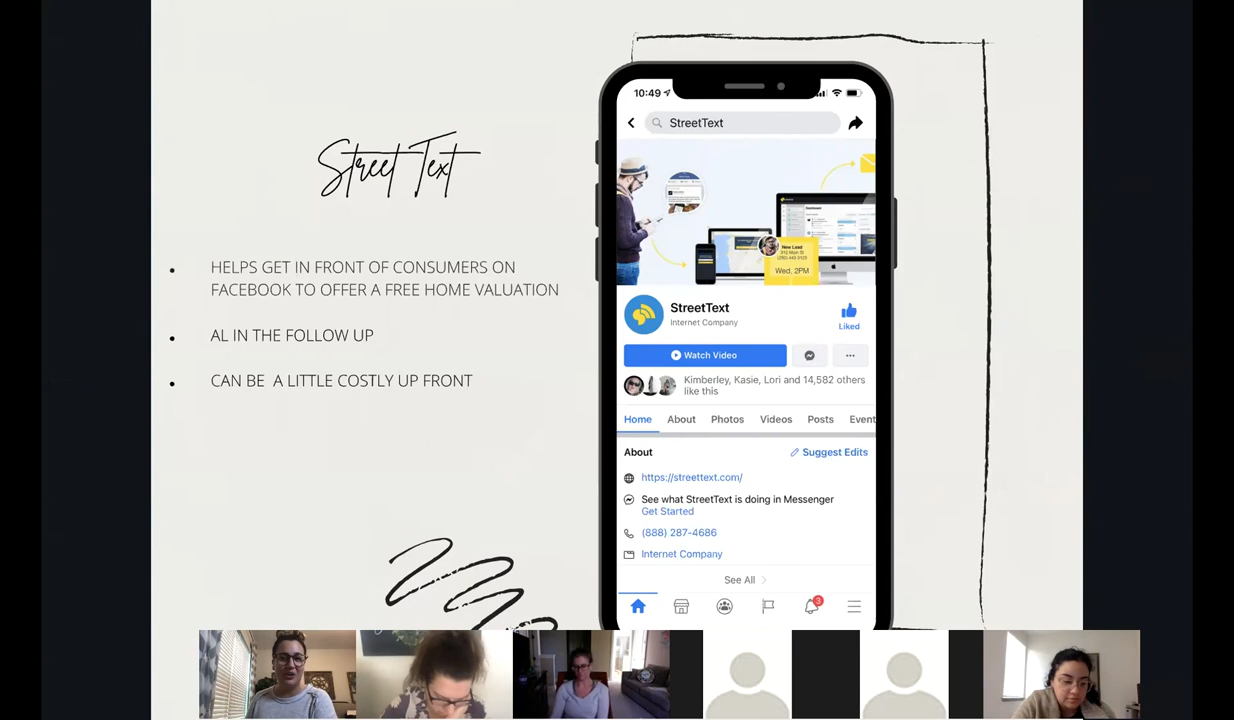 Street Text
HELPS GET IN FRONT OF CONSUMERS ON
FACEBOOK TO OFFER A FREE HOME VALUATION
AL IN THE FOLLOW UP
CAN BE A LITTLE COSTLY UP FRONT
10:49
StreetText
New Lead
Wed, 2PM
StreetText
Internet Company
Liked
Watch Video
Kimberley, Kasie, Lori and 14,582 others
like this
Home About Photos Videos Posts Event
About
Suggest Edits
https://streettext.com/
See what StreetText is doing in Messenger
Get Started
(888) 287-4686
Internet Company
See All
3